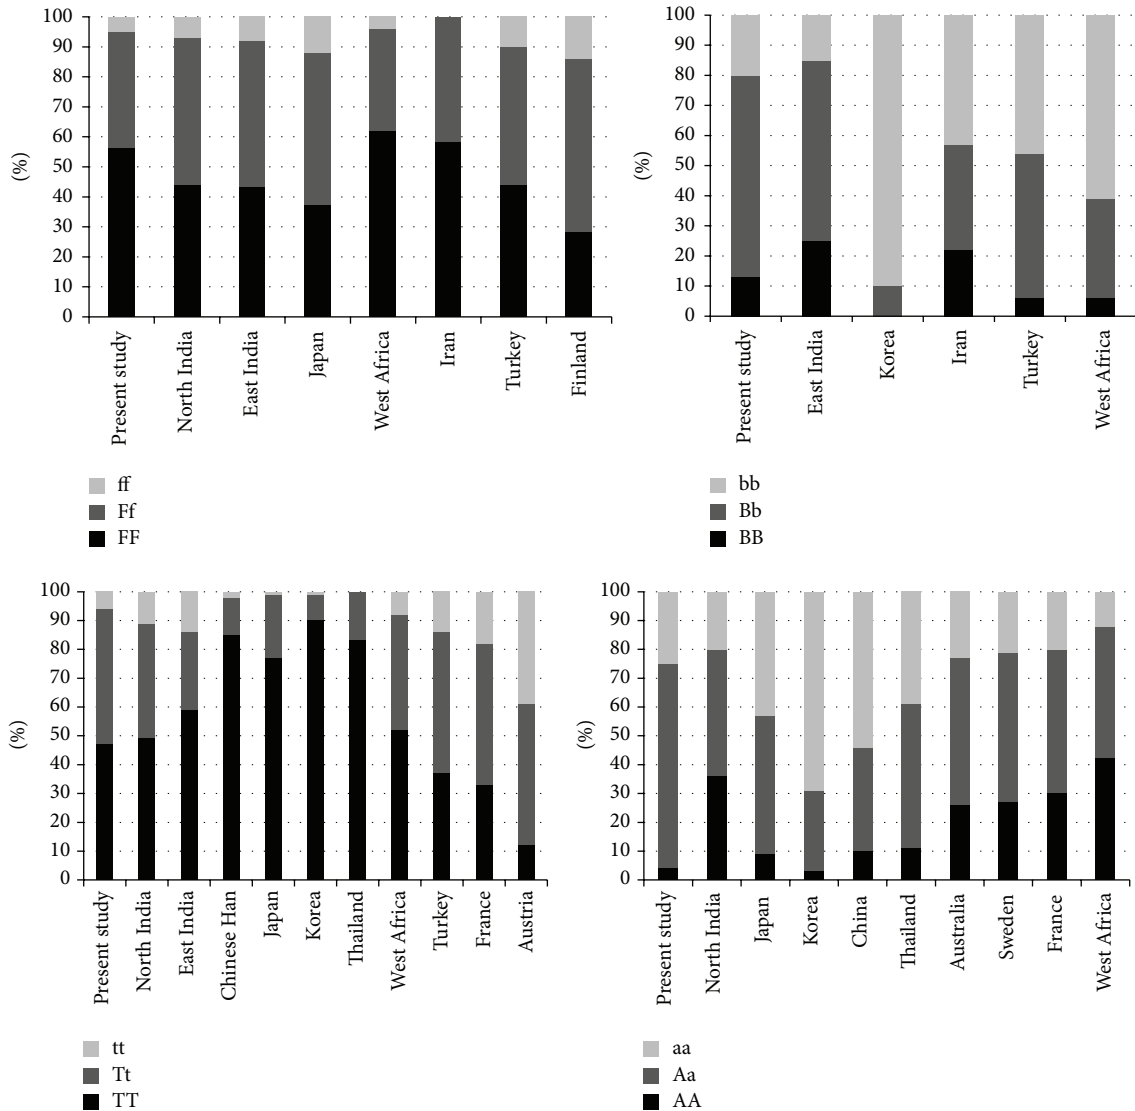 100
90
80
70
60
50
40
30
20
10
0
(%)
Present study
North India
East India
Japan
West Africa
Iran
Turkey
Finland
ff
Ff
FF
100
90
80
70
60
50
40
30
20
10
0
(%)
Present study
East India
Korea
Iran
Turkey
West Africa
bb
Bb
BB
100
90
80
70
60
50
40
30
20
10
0
(%)
Present study
North India
East India
Chinese Han
Japan
Korea
Thailand
West Africa
Turkey
France
Austria
tt
Tt
TT
100
90
80
70
60
50
40
30
20
10
0
(%)
Present study
North India
Japan
Korea
China
Thailand
Australia
Sweden
France
West Africa
aa
Aa
AA